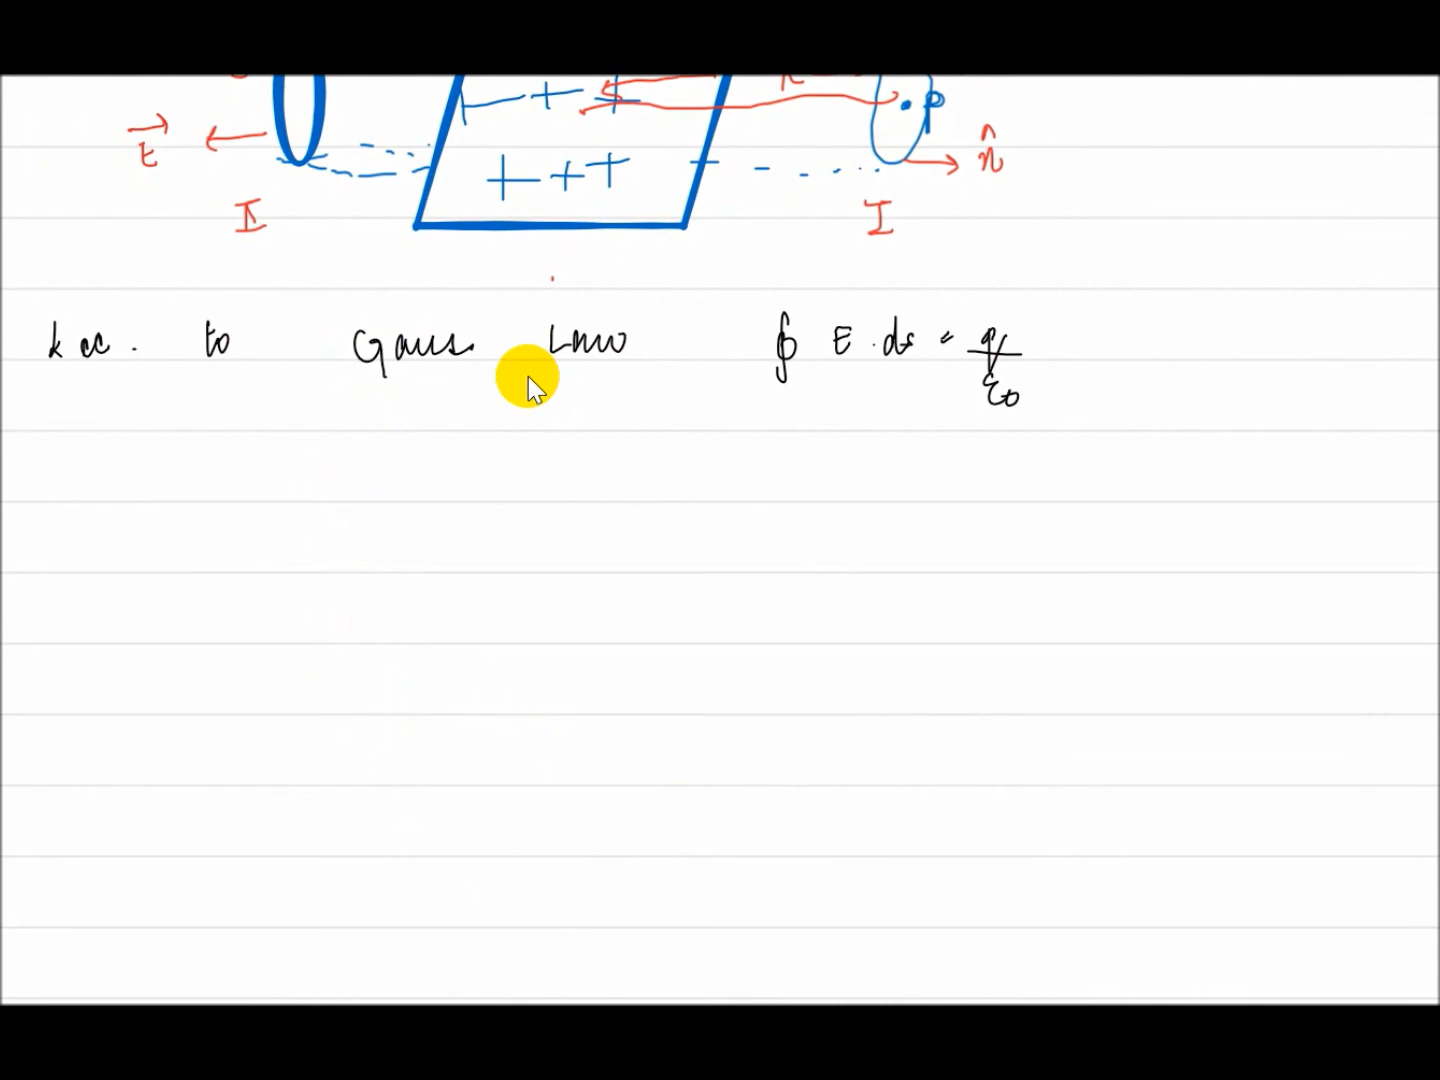 + + +
r
P
E n̂
+ + +
I I
Acc. to Gauss Law ∮ E . ds = q/ε₀